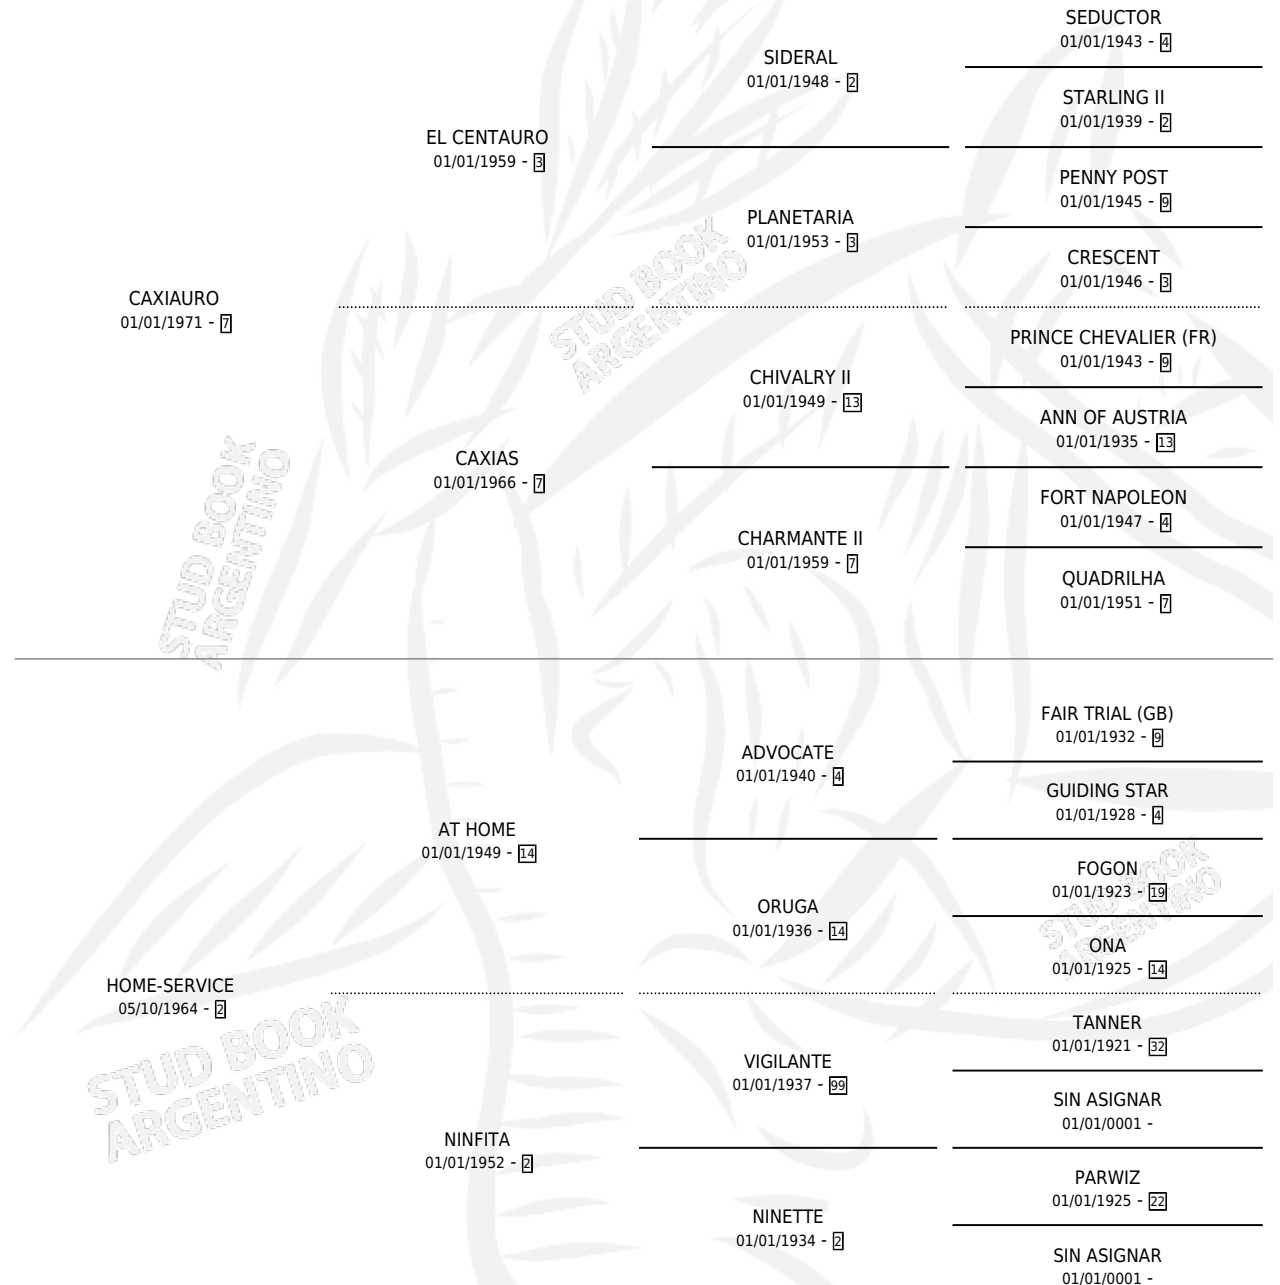 SEDUCTOR
01/01/1943 - 4
SIDERAL
01/01/1948 - 2
STARLING II
01/01/1939 - 2
EL CENTAURO
01/01/1959 - 3
PENNY POST
01/01/1945 - 9
PLANETARIA
01/01/1953 - 3
CRESCENT
01/01/1946 - 3
CAXIAURO
01/01/1971 - 7
PRINCE CHEVALIER (FR)
01/01/1943 - 9
CHIVALRY II
01/01/1949 - 13
ANN OF AUSTRIA
01/01/1935 - 13
CAXIAS
01/01/1966 - 7
FORT NAPOLEON
01/01/1947 - 4
CHARMANTE II
01/01/1959 - 7
QUADRILHA
01/01/1951 - 7
STUD BOOK
ARGENTINO
STUD BOOK
ARGENTINO
FAIR TRIAL (GB)
01/01/1932 - 9
ADVOCATE
01/01/1940 - 4
GUIDING STAR
01/01/1928 - 4
AT HOME
01/01/1949 - 14
FOGON
01/01/1923 - 19
ORUGA
01/01/1936 - 14
ONA
01/01/1925 - 14
HOME-SERVICE
05/10/1964 - 2
TANNER
01/01/1921 - 32
VIGILANTE
01/01/1937 - 99
SIN ASIGNAR
01/01/0001 -
NINFITA
01/01/1952 - 2
PARWIZ
01/01/1925 - 22
NINETTE
01/01/1934 - 2
SIN ASIGNAR
01/01/0001 -
STUD BOOK
ARGENTINO
STUD BOOK
ARGENTINO